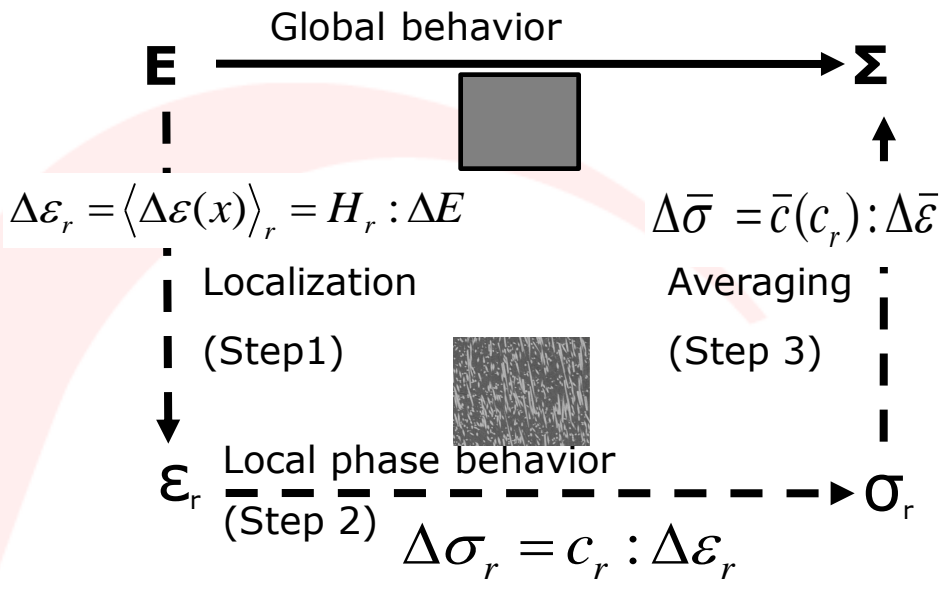 Global behavior
E
Σ
Δε_r = ⟨Δε(x)⟩_r = H_r : ΔE
Δσ̅ = c̅(c_r) : Δε̅
Localization
(Step1)
Averaging
(Step 3)
Local phase behavior
ε_r
σ_r
(Step 2)
Δσ_r = c_r : Δε_r